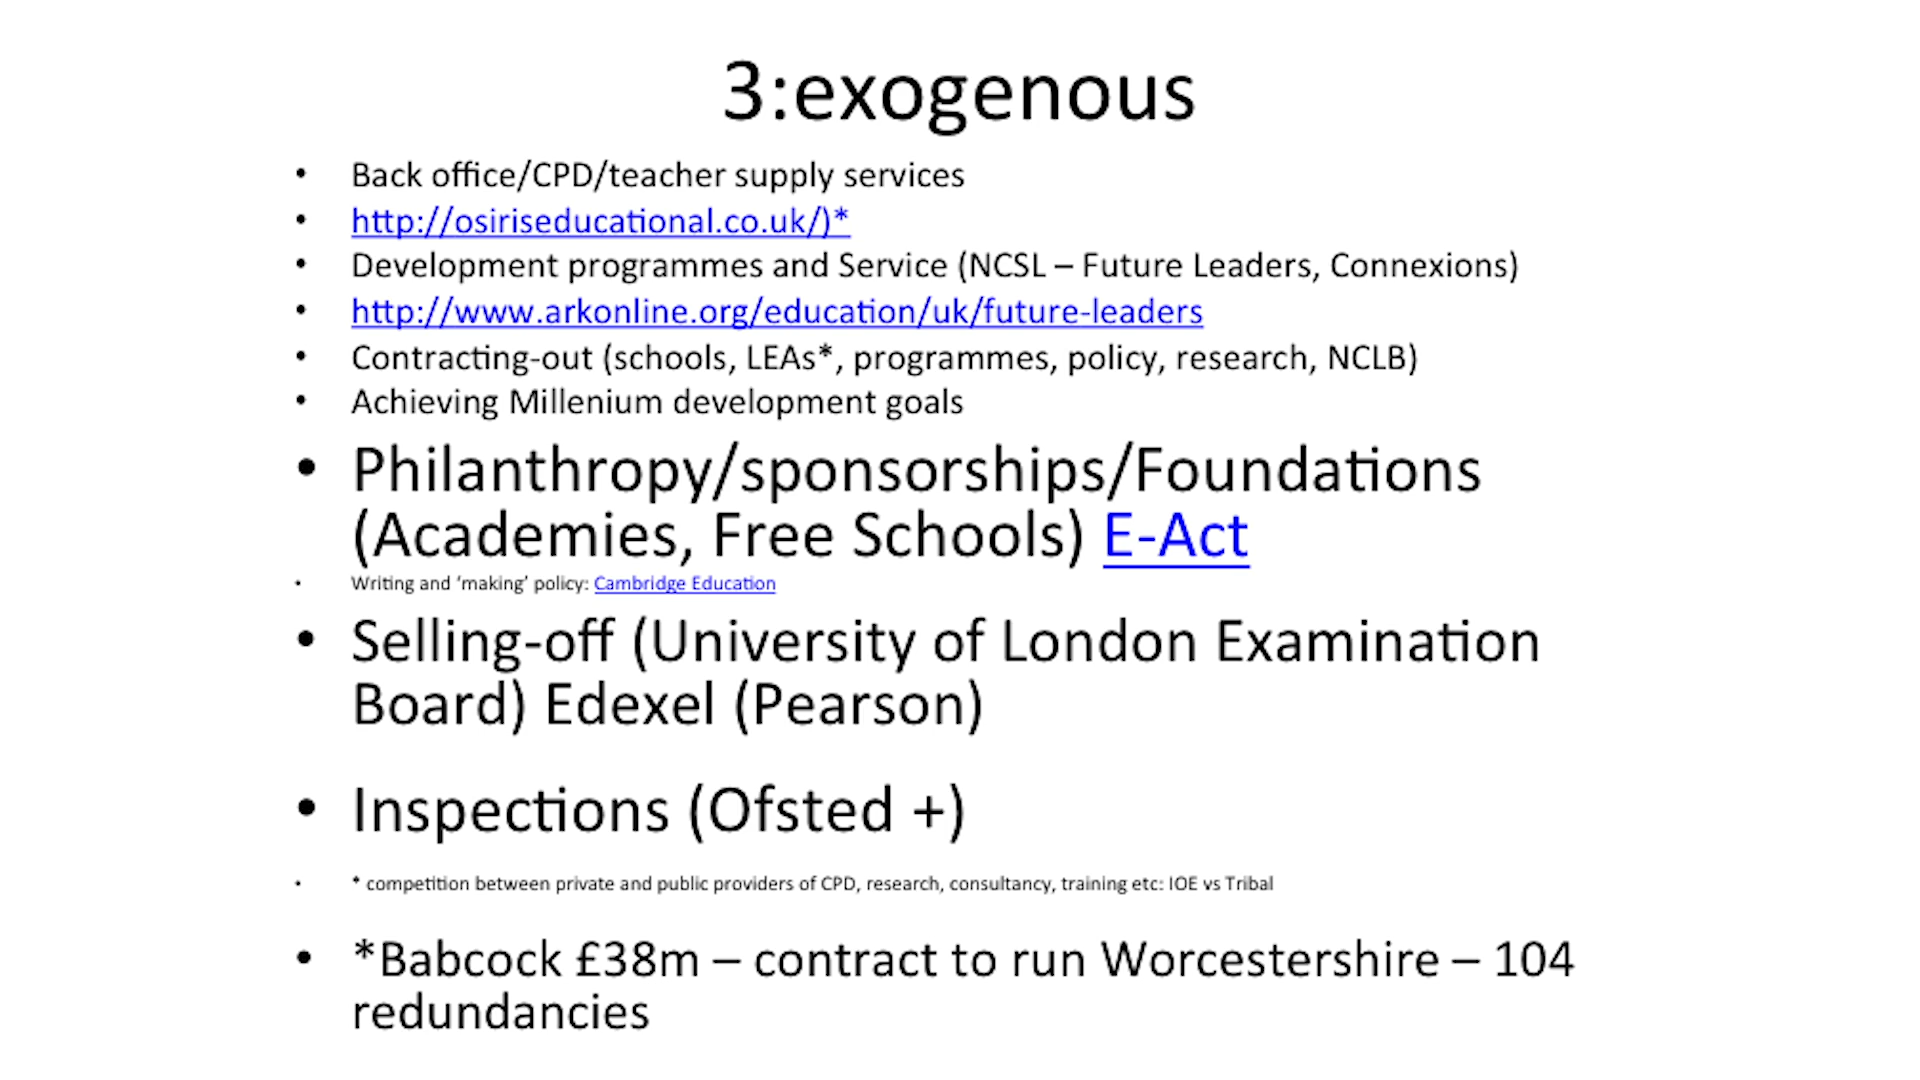 3:exogenous
• Back office/CPD/teacher supply services
• http://osiriseducational.co.uk/)*
• Development programmes and Service (NCSL – Future Leaders, Connexions)
• http://www.arkonline.org/education/uk/future-leaders
• Contracting-out (schools, LEAs*, programmes, policy, research, NCLB)
• Achieving Millenium development goals
• Philanthropy/sponsorships/Foundations
(Academies, Free Schools) E-Act
• Writing and ‘making’ policy: Cambridge Education
• Selling-off (University of London Examination
Board) Edexel (Pearson)
• Inspections (Ofsted +)
• * competition between private and public providers of CPD, research, consultancy, training etc: IOE vs Tribal
• *Babcock £38m – contract to run Worcestershire – 104
redundancies